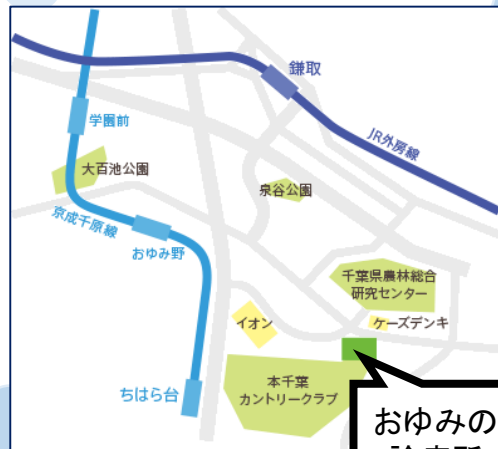 鎌取
JR外房線
学園前
大百池公園
泉谷公園
京成千原線
おゆみ野
千葉県農林総合
研究センター
イオン
ケーズデンキ
ちはら台
本千葉
カントリークラブ
おゆみの